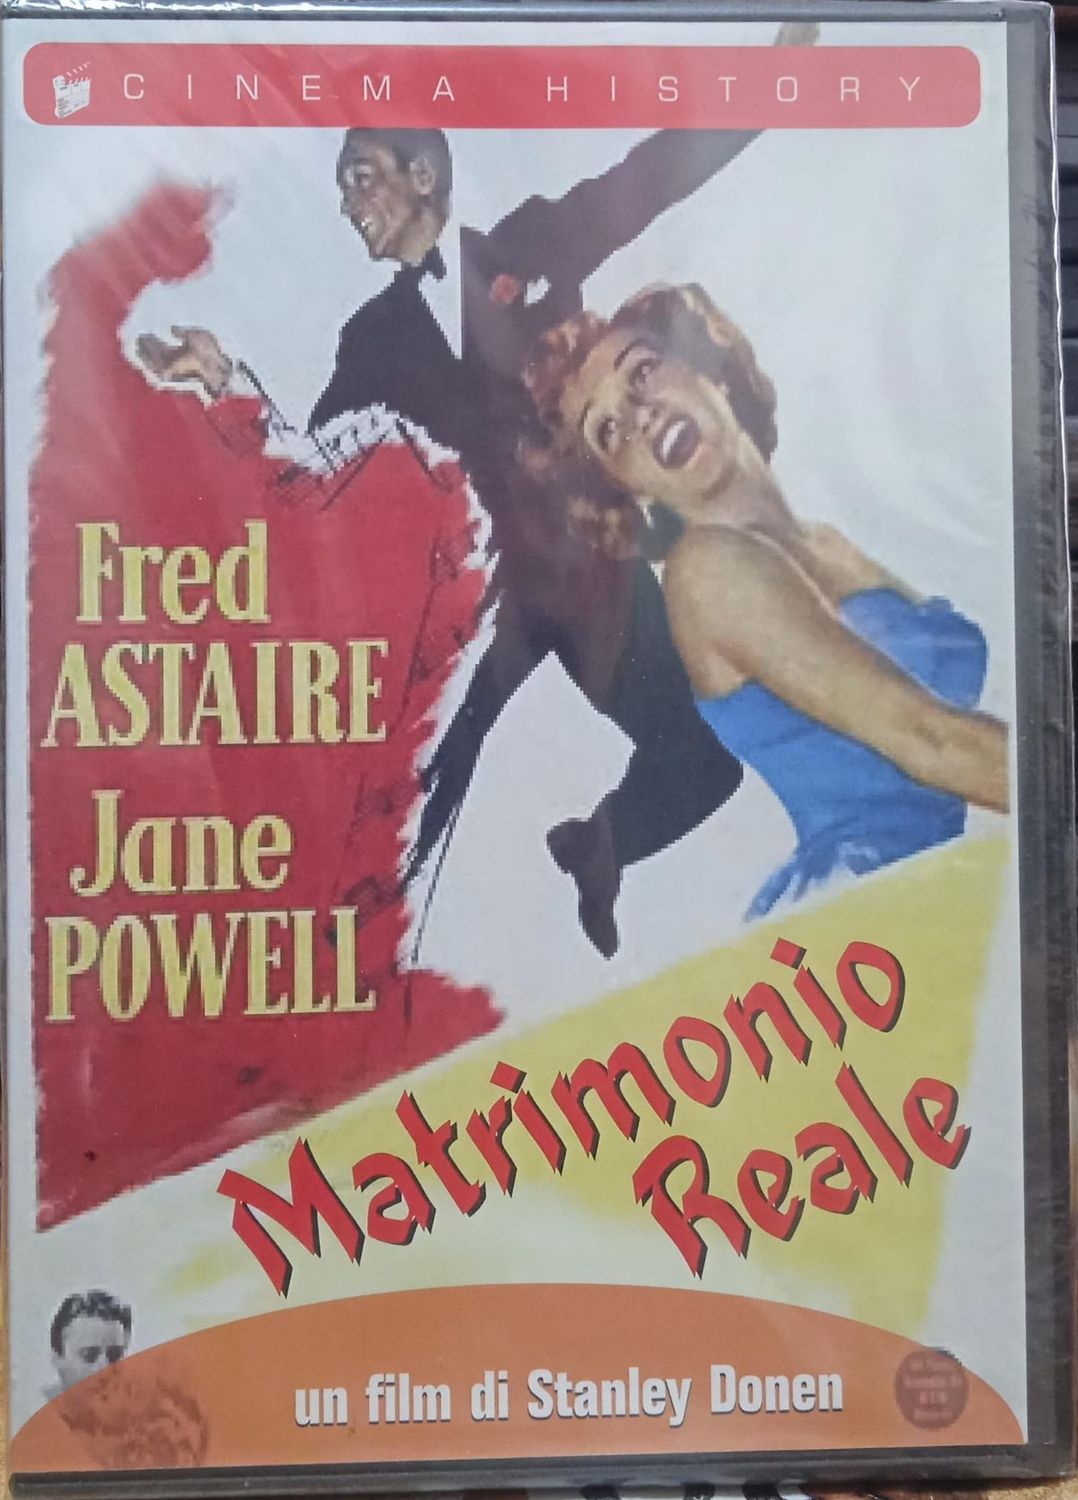 CINEMA HISTORY
Fred
ASTAIRE
Jane
POWELL
Matrimonio
Reale
un film di Stanley Donen